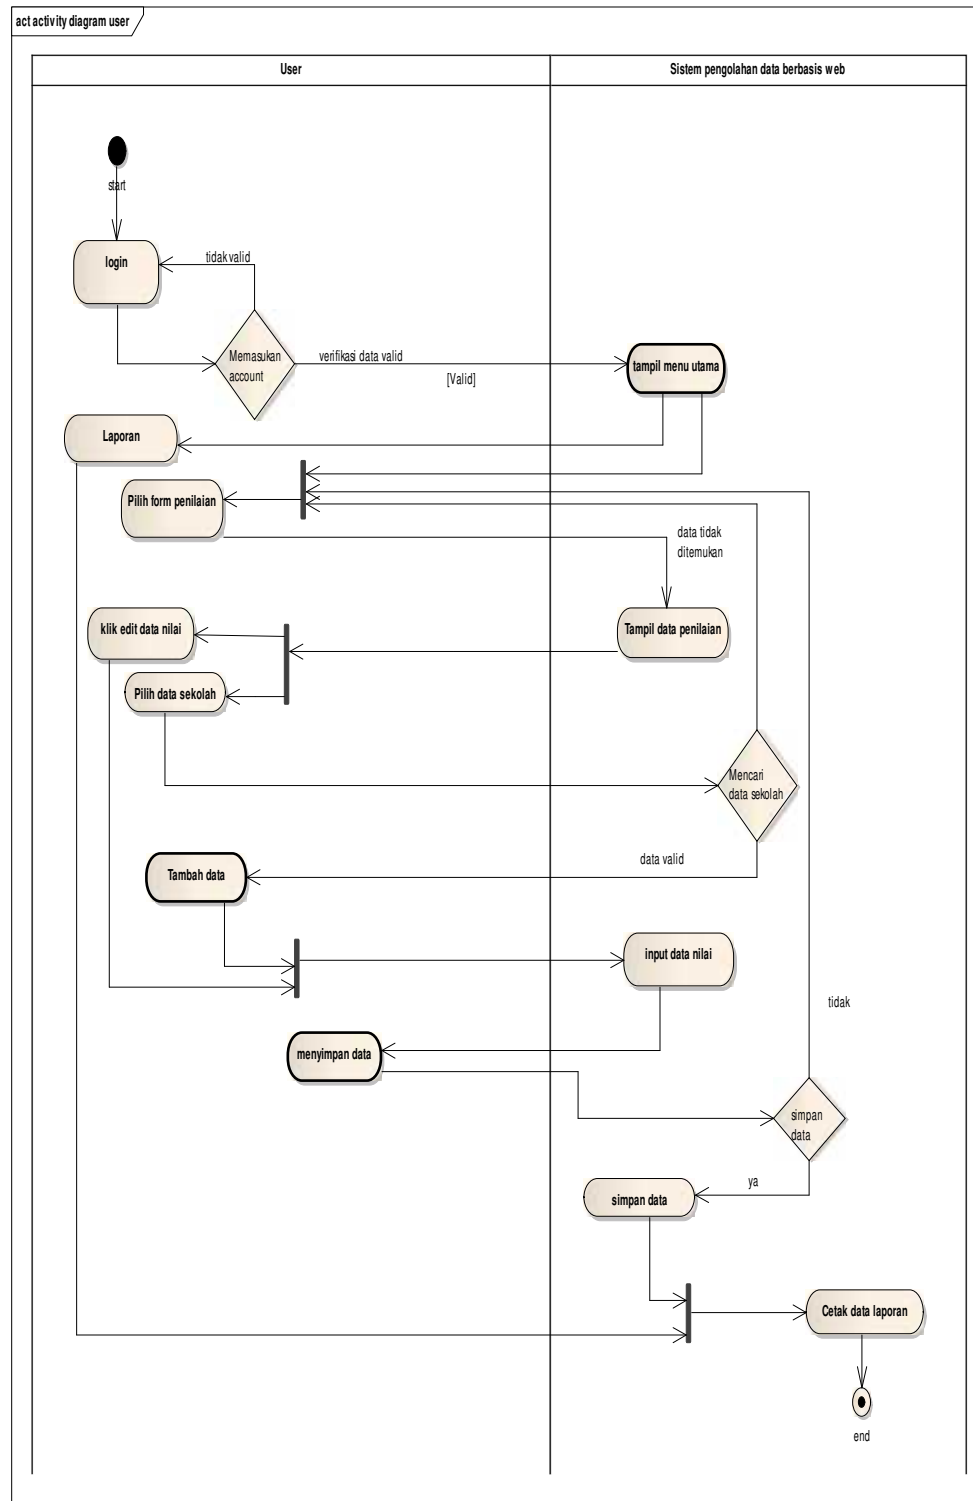 act activity diagram user
User
Sistem pengolahan data berbasis web
start
login
tidak valid
Memasukan
account
verifikasi data valid
[Valid]
tampil menu utama
Laporan
Pilih form penilaian
data tidak
ditemukan
klik edit data nilai
Tampil data penilaian
Pilih data sekolah
Mencari
data sekolah
data valid
Tambah data
input data nilai
tidak
menyimpan data
simpan
data
ya
simpan data
Cetak data laporan
end